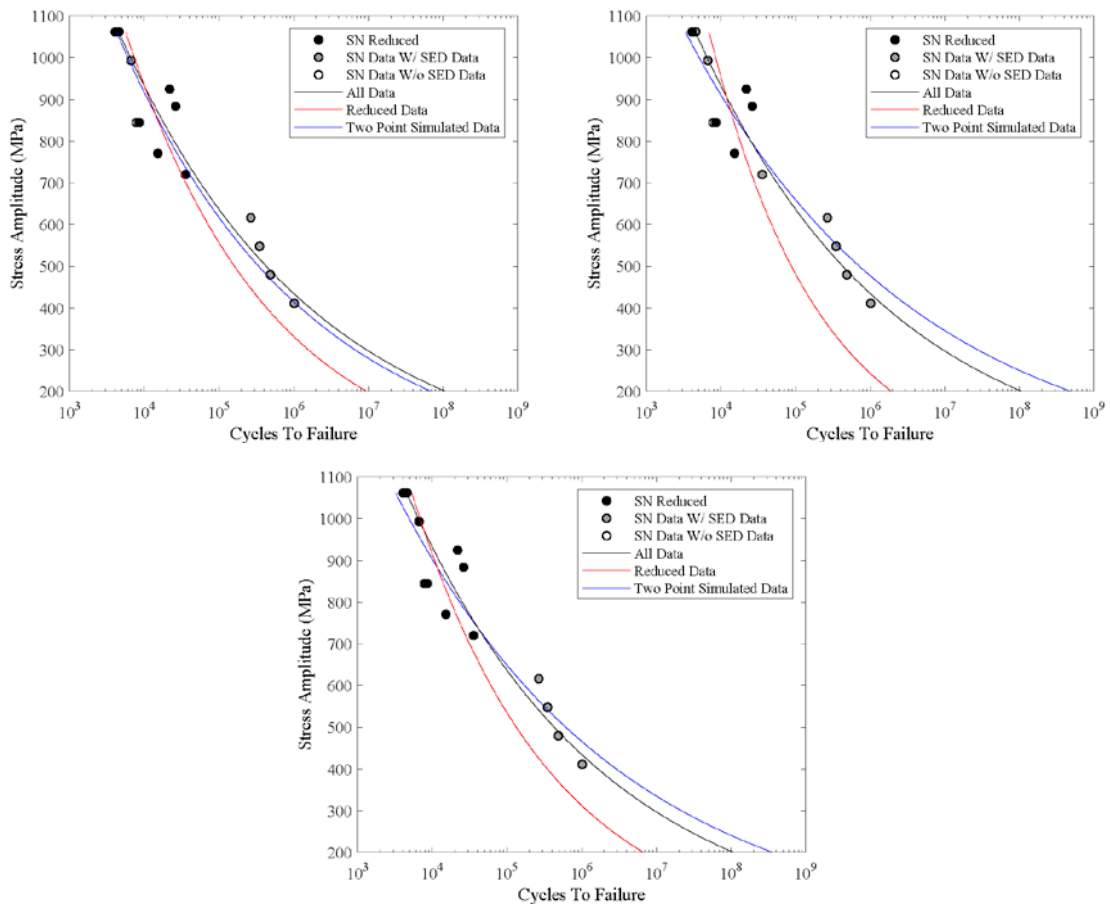 1100
1000
900
800
700
600
500
400
300
200
Stress Amplitude (MPa)
SN Reduced
SN Data W/ SED Data
SN Data W/o SED Data
All Data
Reduced Data
Two Point Simulated Data
10^3 10^4 10^5 10^6 10^7 10^8 10^9
Cycles To Failure
1100
1000
900
800
700
600
500
400
300
200
Stress Amplitude (MPa)
SN Reduced
SN Data W/ SED Data
SN Data W/o SED Data
All Data
Reduced Data
Two Point Simulated Data
10^3 10^4 10^5 10^6 10^7 10^8 10^9
Cycles To Failure
1100
1000
900
800
700
600
500
400
300
200
Stress Amplitude (MPa)
SN Reduced
SN Data W/ SED Data
SN Data W/o SED Data
All Data
Reduced Data
Two Point Simulated Data
10^3 10^4 10^5 10^6 10^7 10^8 10^9
Cycles To Failure